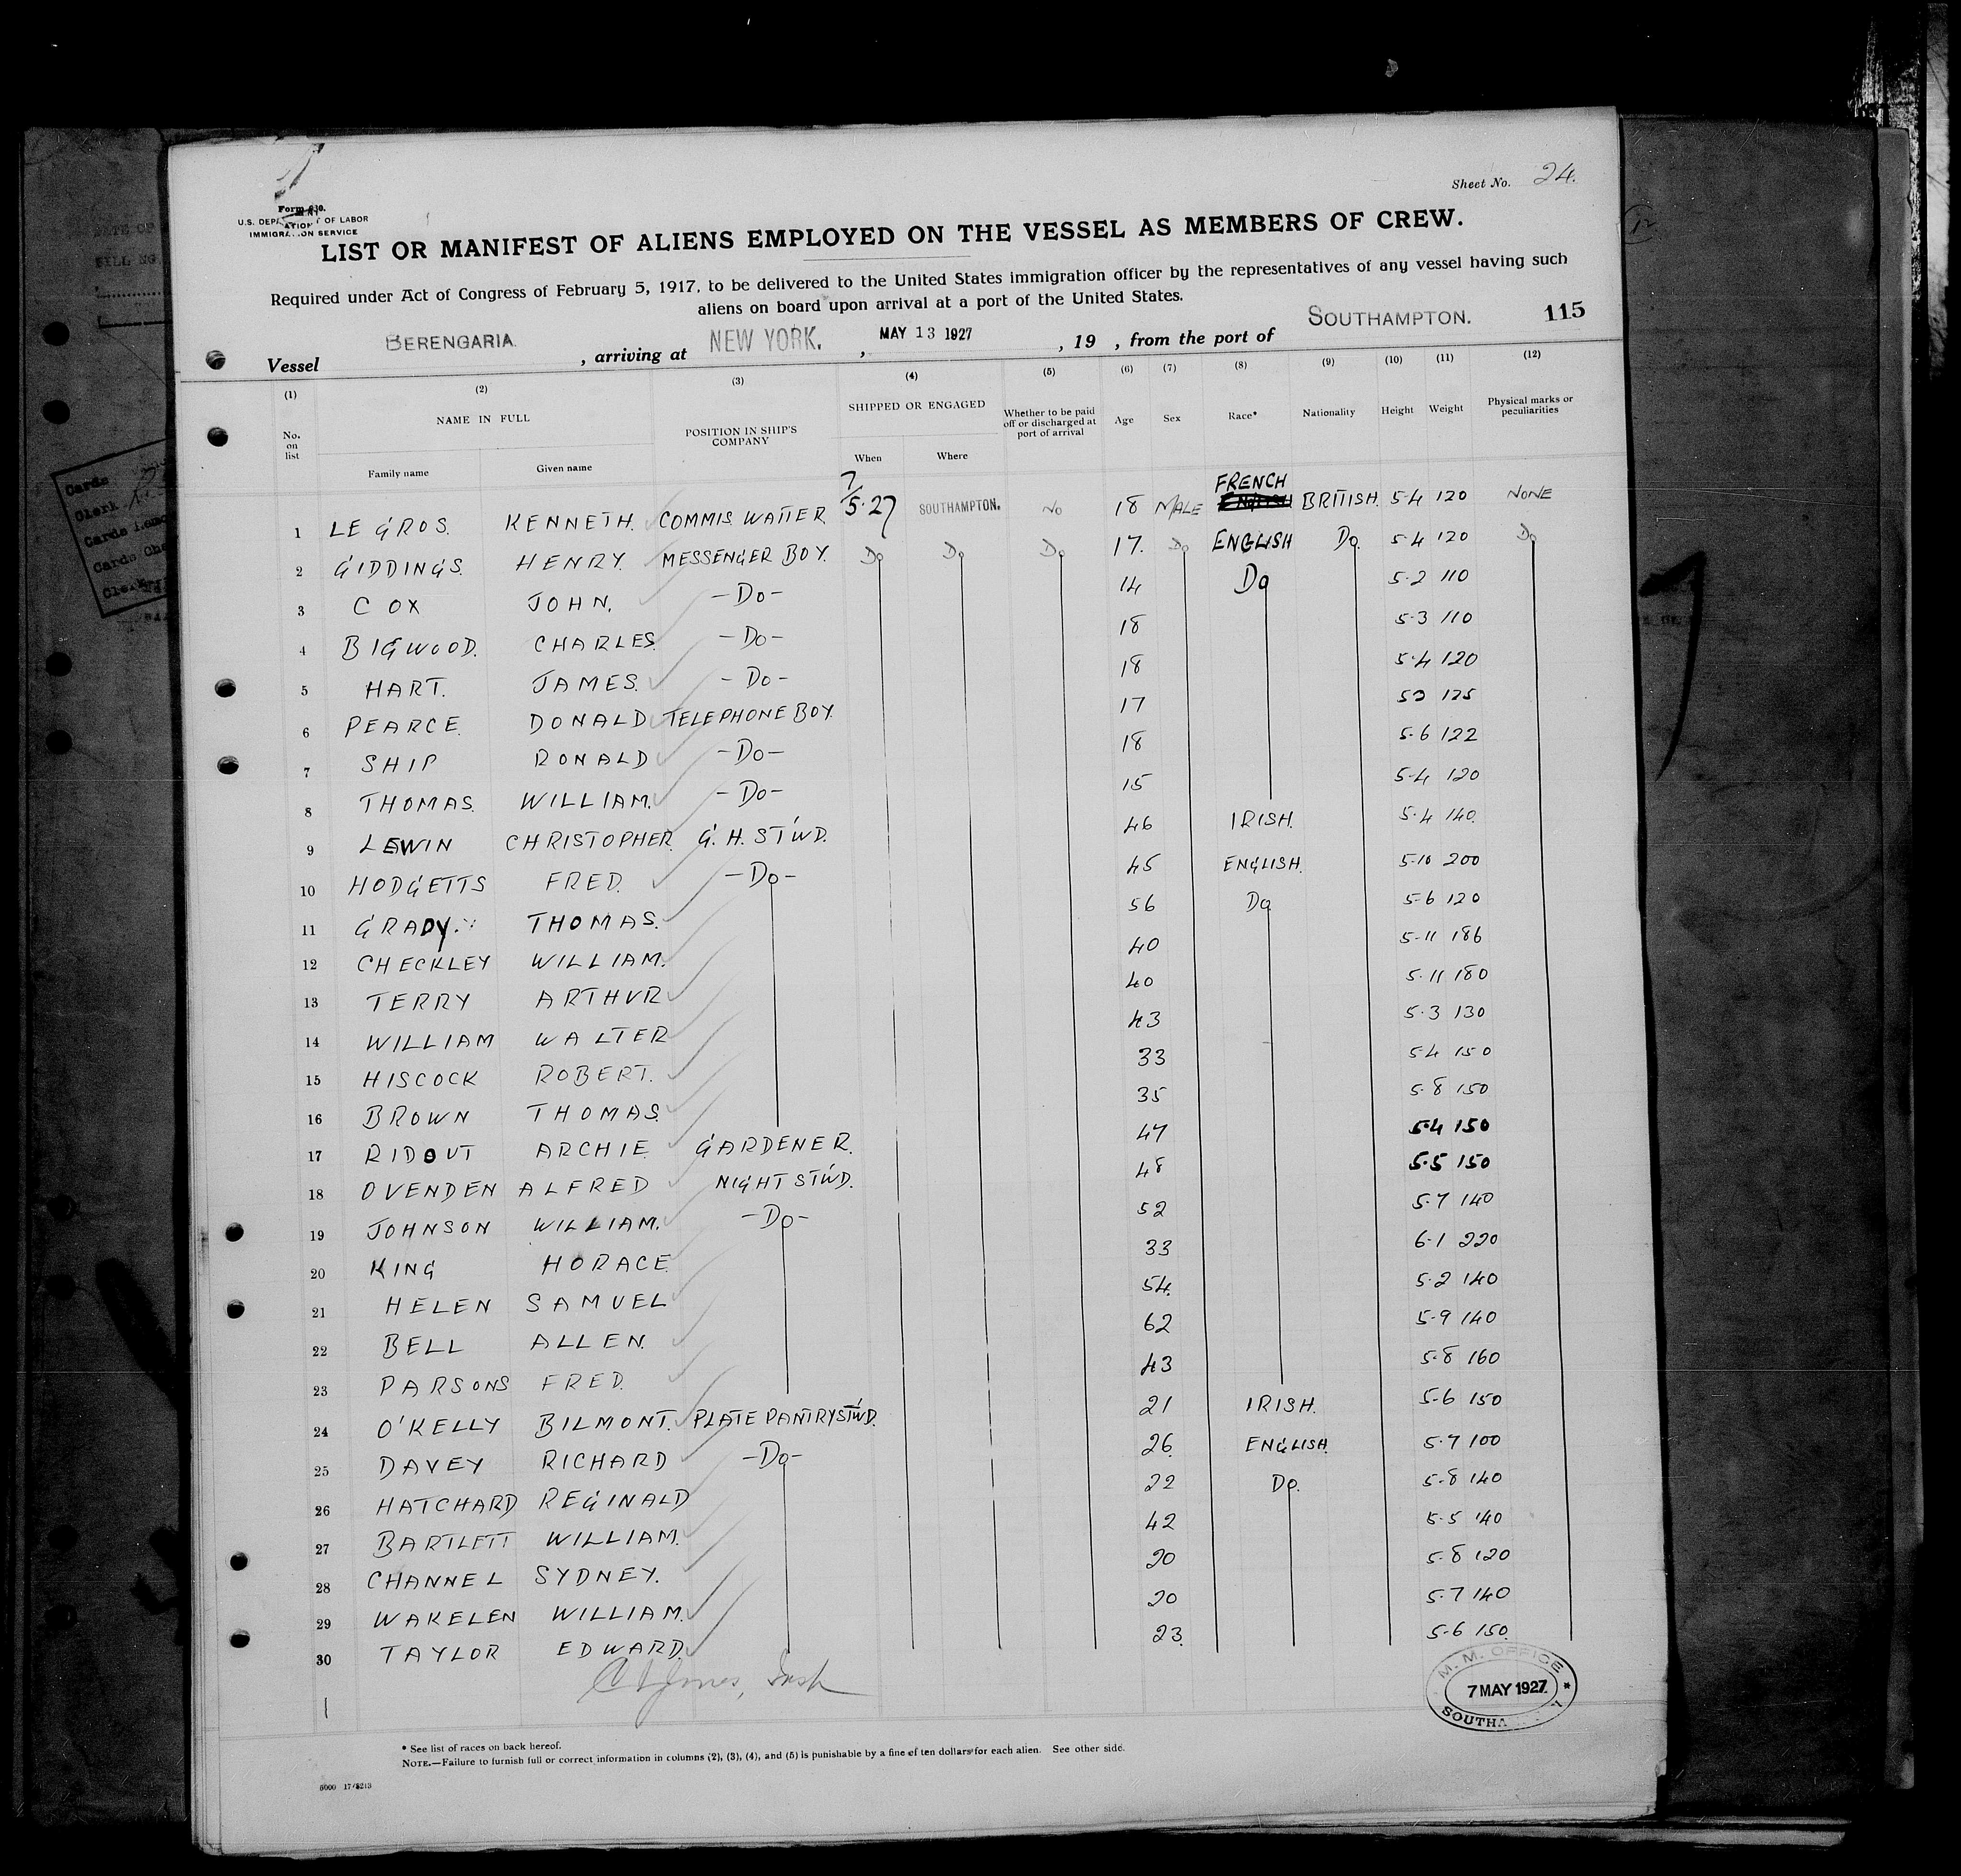 Sheet No. 24.
Form 680.
U.S. DEPARTMENT OF LABOR
IMMIGRATION SERVICE
LIST OR MANIFEST OF ALIENS EMPLOYED ON THE VESSEL AS MEMBERS OF CREW.
Required under Act of Congress of February 5, 1917, to be delivered to the United States immigration officer by the representatives of any vessel having such
aliens on board upon arrival at a port of the United States.
Vessel BERENGARIA, arriving at NEW YORK. , MAY 13 1927 , 19 , from the port of SOUTHAMPTON. 115
(1) (2) (3) (4) (5) (6) (7) (8) (9) (10) (11) (12)
No. on list NAME IN FULL Family name Given name POSITION IN SHIP'S COMPANY SHIPPED OR ENGAGED When Where Whether to be paid off or discharged at port of arrival Age Sex Race* Nationality Height Weight Physical marks or peculiarities
1 LE GROS. KENNETH. COMMIS WAITER 7/5.27 SOUTHAMPTON. No 18 MALE FRENCH BRITISH. 5-4 120 NONE
2 GIDDINGS. HENRY. MESSENGER BOY. Do Do Do 17. Do ENGLISH Do. 5-4 120 Do
3 COX JOHN. -Do- 14 Do 5-2 110
4 BIGWOOD. CHARLES. -Do- 18 5-3 110
5 HART. JAMES. -Do- 18 5-4 120
6 PEARCE. DONALD TELEPHONE BOY. 17 125
7 SHIP RONALD -Do- 18 5-6 122
8 THOMAS. WILLIAM. -Do- 15 5-4 120
9 LEWIN CHRISTOPHER. G.H. ST'WD. 46 IRISH. 5-4 140.
10 HODGETTS FRED. -Do- 45 ENGLISH. 5-10 200
11 GRADY. THOMAS. 56 Do 5-6 120
12 CHECKLEY WILLIAM. 40 5-11 186
13 TERRY ARTHUR 40 5.11 180
14 WILLIAM WALTER 43 5.3 130
15 HISCOCK ROBERT. 33 5.4 150
16 BROWN THOMAS. 35 5.8 150
17 RIDOUT ARCHIE GARDENER. 47 5.4 150
18 OVENDEN ALFRED NIGHT ST'WD. 48 5.5 150
19 JOHNSON WILLIAM. -Do- 52 5.7 140
20 KING HORACE. 33 6-1 220
21 HELEN SAMUEL 54. 5-2 140
22 BELL ALLEN. 62 5-9 140
23 PARSONS FRED. 43 5.8 160
24 O'KELLY BILMONT. PLATE PANTRY ST'WD. 21 IRISH. 5-6 150
25 DAVEY RICHARD -Do- 26. ENGLISH. 5.7 100
26 HATCHARD REGINALD 22 Do. 5-8 140
27 BARTLETT WILLIAM. 42 5.5 140
28 CHANNEL SYDNEY. 20 5-8 120
29 WAKELEN WILLIAM. 20 5.7 140
30 TAYLOR EDWARD. 23. 5-6 150.
Jones,
M. M. OFFICE
7 MAY 1927
* See list of races on back hereof.
NOTE.—Failure to furnish full or correct information in columns (2), (3), (4), and (5) is punishable by a fine of ten dollars for each alien. See other side.
6000 17/8213